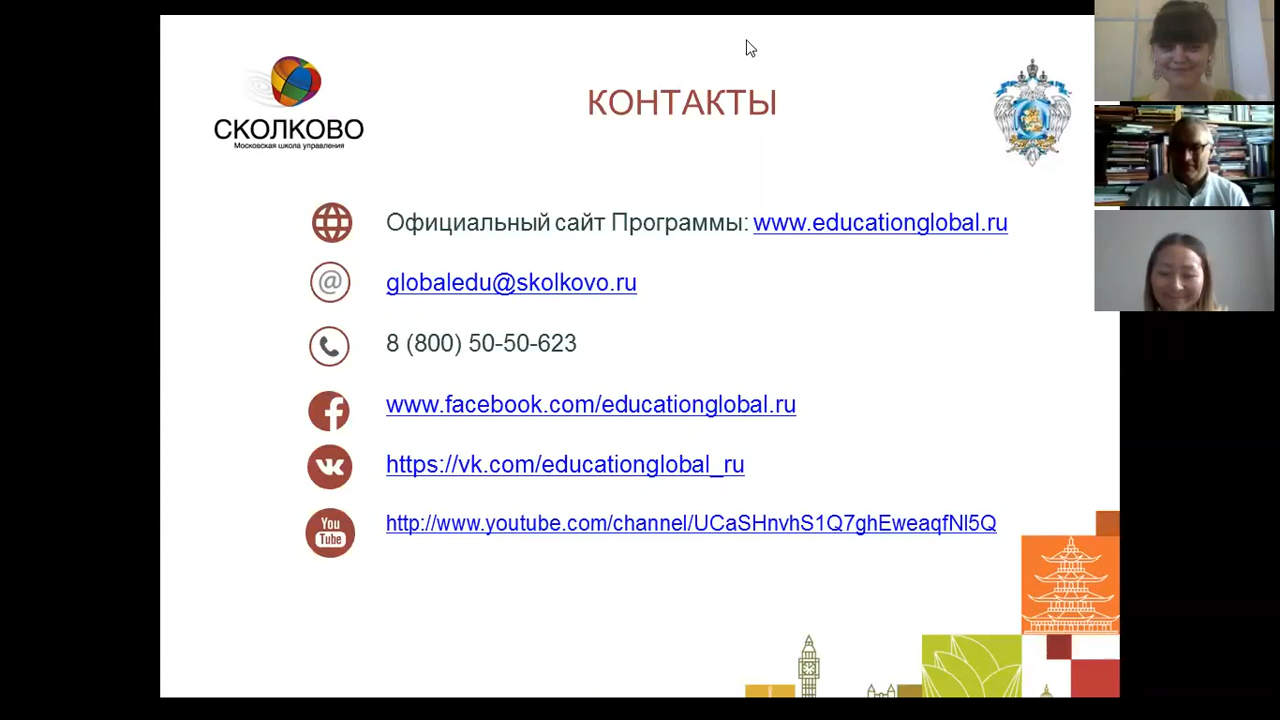 СКОЛКОВО
Московская школа управления
КОНТАКТЫ
Официальный сайт Программы: www.educationglobal.ru
@
globaledu@skolkovo.ru
8 (800) 50-50-623
f
www.facebook.com/educationglobal.ru
https://vk.com/educationglobal_ru
You
Tube
http://www.youtube.com/channel/UCaSHnvhS1Q7ghEweaqfNl5Q